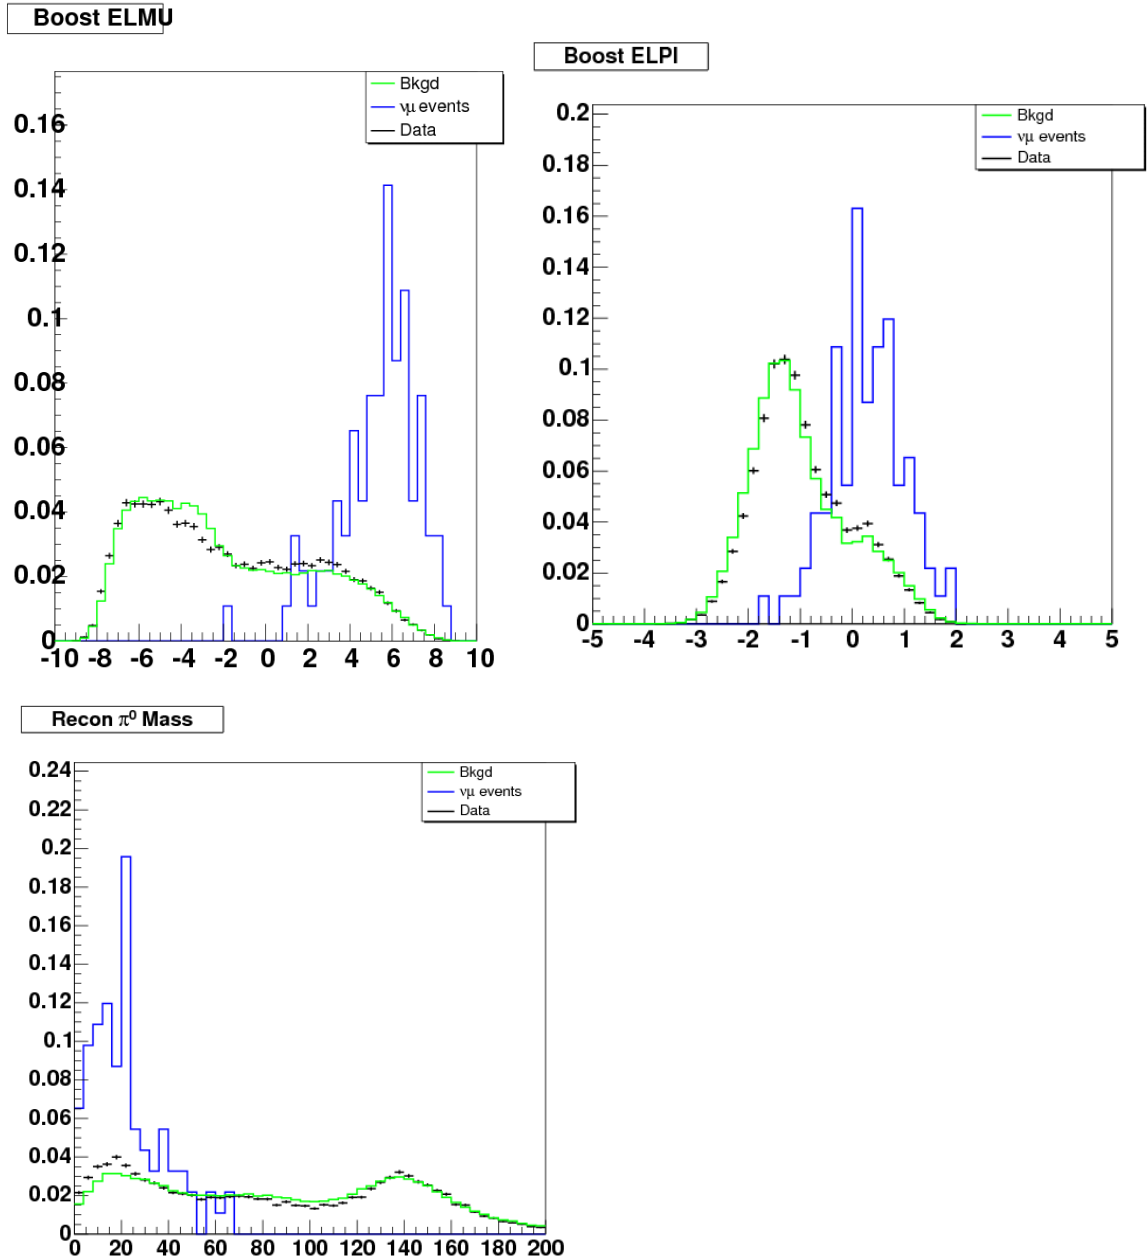 Boost ELMU
Bkgd
νμ events
Data
0.16
0.14
0.12
0.1
0.08
0.06
0.04
0.02
0
-10 -8 -6 -4 -2 0 2 4 6 8 10
Boost ELPI
Bkgd
νμ events
Data
0.2
0.18
0.16
0.14
0.12
0.1
0.08
0.06
0.04
0.02
0
-5 -4 -3 -2 -1 0 1 2 3 4 5
Recon π⁰ Mass
Bkgd
νμ events
Data
0.24
0.22
0.2
0.18
0.16
0.14
0.12
0.1
0.08
0.06
0.04
0.02
0
0 20 40 60 80 100 120 140 160 180 200